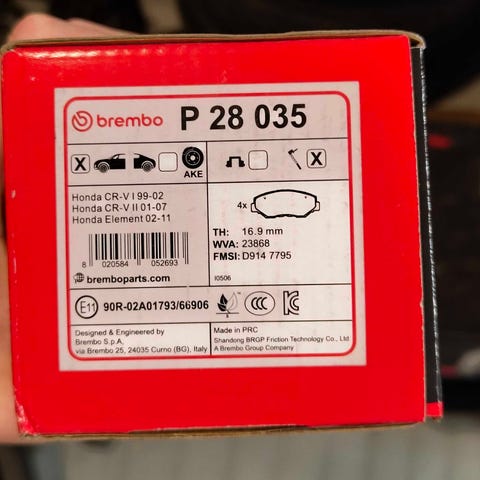 brembo P 28 035
X AKE X
Honda CR-V I 99-02
Honda CR-V II 01-07
Honda Element 02-11
8 020584 052693
bremboparts.com
4x
TH: 16.9 mm
WVA: 23868
FMSI: D914 7795
I0506
E11 90R-02A01793/66906
CCC KC
Designed & Engineered by
Brembo S.p.A,
via Brembo 25, 24035 Curno (BG), Italy
Made in PRC
Shandong BRGP Friction Technology Co., Ltd
A Brembo Group Company